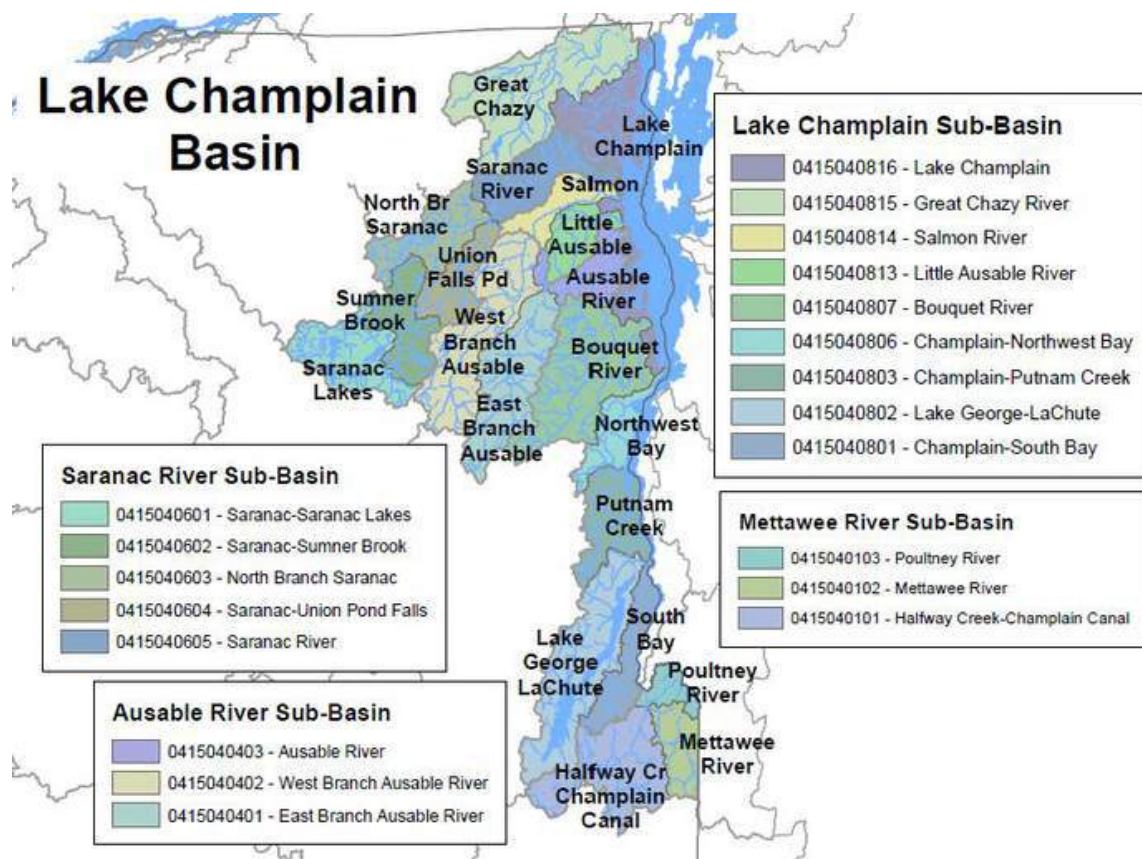 Lake Champlain
Basin
Great
Chazy
Lake
Champlain
Saranac
River
Salmon
North Br
Saranac
Little
Ausable
Union
Falls Pd
Ausable
River
Sumner
Brook
West
Branch
Ausable
Bouquet
River
Saranac
Lakes
East
Branch
Ausable
Northwest
Bay
Putnam
Creek
South
Bay
Lake
George
LaChute
Poultney
River
Mettawee
River
Halfway Cr
Champlain
Canal
Lake Champlain Sub-Basin
0415040816 - Lake Champlain
0415040815 - Great Chazy River
0415040814 - Salmon River
0415040813 - Little Ausable River
0415040807 - Bouquet River
0415040806 - Champlain-Northwest Bay
0415040803 - Champlain-Putnam Creek
0415040802 - Lake George-LaChute
0415040801 - Champlain-South Bay
Saranac River Sub-Basin
0415040601 - Saranac-Saranac Lakes
0415040602 - Saranac-Sumner Brook
0415040603 - North Branch Saranac
0415040604 - Saranac-Union Pond Falls
0415040605 - Saranac River
Mettawee River Sub-Basin
0415040103 - Poultney River
0415040102 - Mettawee River
0415040101 - Halfway Creek-Champlain Canal
Ausable River Sub-Basin
0415040403 - Ausable River
0415040402 - West Branch Ausable River
0415040401 - East Branch Ausable River